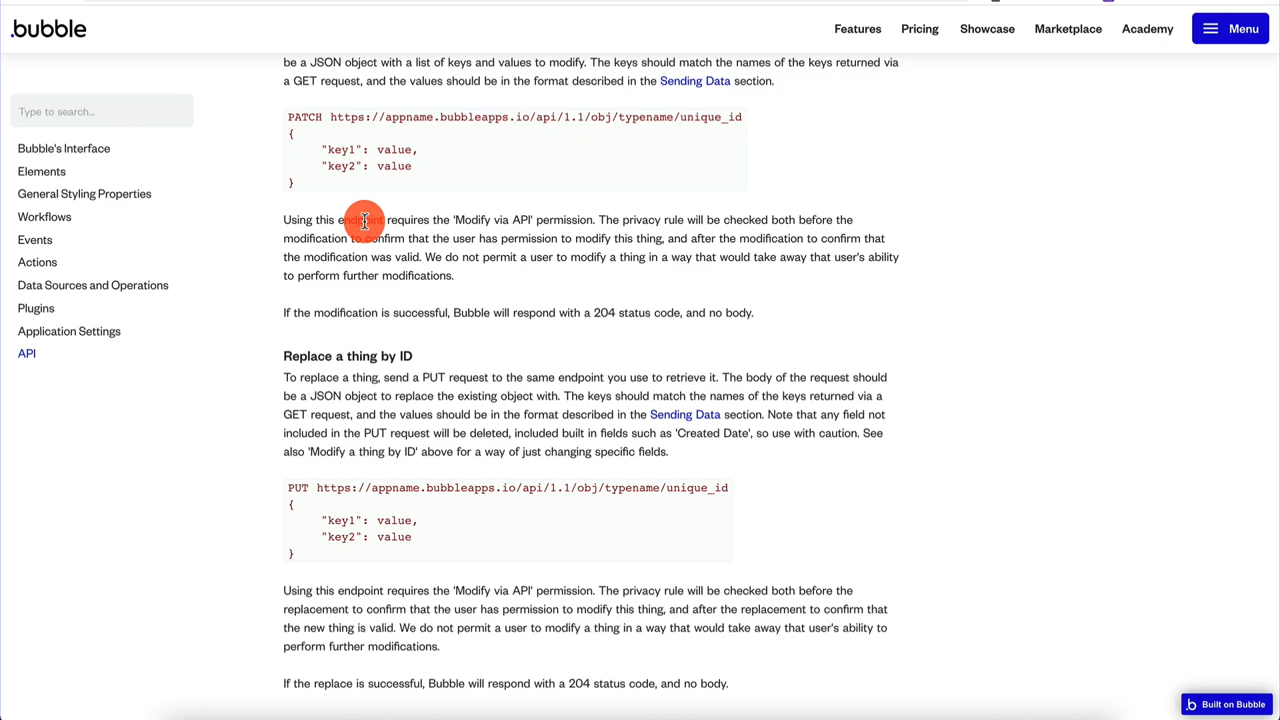 .bubble
Features
Pricing
Showcase
Marketplace
Academy
Menu
Type to search...
Bubble's Interface
Elements
General Styling Properties
Workflows
Events
Actions
Data Sources and Operations
Plugins
Application Settings
API
be a JSON object with a list of keys and values to modify. The keys should match the names of the keys returned via
a GET request, and the values should be in the format described in the Sending Data section.
PATCH https://appname.bubbleapps.io/api/1.1/obj/typename/unique_id
{
"key1": value,
"key2": value
}
Using this endpoint requires the 'Modify via API' permission. The privacy rule will be checked both before the
modification to confirm that the user has permission to modify this thing, and after the modification to confirm that
the modification was valid. We do not permit a user to modify a thing in a way that would take away that user's ability
to perform further modifications.
If the modification is successful, Bubble will respond with a 204 status code, and no body.
Replace a thing by ID
To replace a thing, send a PUT request to the same endpoint you use to retrieve it. The body of the request should
be a JSON object to replace the existing object with. The keys should match the names of the keys returned via a
GET request, and the values should be in the format described in the Sending Data section. Note that any field not
included in the PUT request will be deleted, included built in fields such as 'Created Date', so use with caution. See
also 'Modify a thing by ID' above for a way of just changing specific fields.
PUT https://appname.bubbleapps.io/api/1.1/obj/typename/unique_id
{
"key1": value,
"key2": value
}
Using this endpoint requires the 'Modify via API' permission. The privacy rule will be checked both before the
replacement to confirm that the user has permission to modify this thing, and after the replacement to confirm that
the new thing is valid. We do not permit a user to modify a thing in a way that would take away that user's ability to
perform further modifications.
If the replace is successful, Bubble will respond with a 204 status code, and no body.
.b Built on Bubble